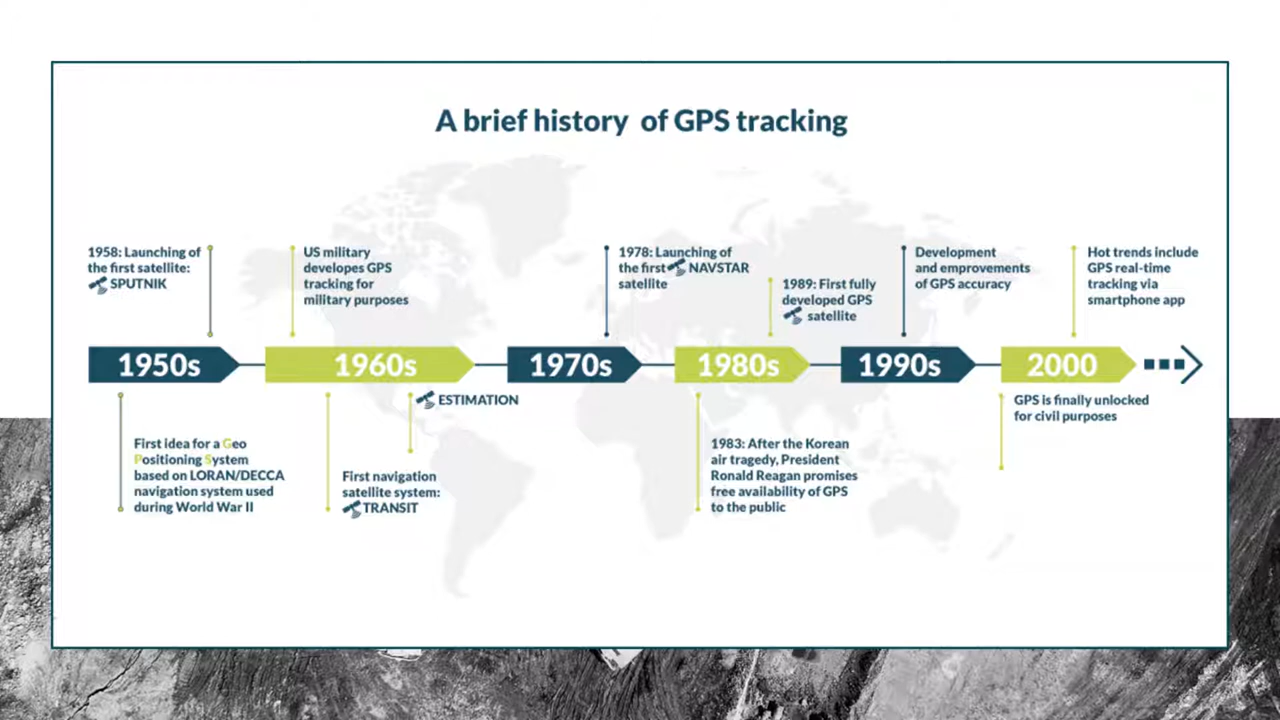 A brief history of GPS tracking
1958: Launching of
the first satellite:
SPUTNIK
US military
developes GPS
tracking for
military purposes
1978: Launching of
the first NAVSTAR
satellite
1989: First fully
developed GPS
satellite
Development
and emprovements
of GPS accuracy
Hot trends include
GPS real-time
tracking via
smartphone app
1950s
1960s
1970s
1980s
1990s
2000
First idea for a Geo
Positioning System
based on LORAN/DECCA
navigation system used
during World War II
First navigation
satellite system:
TRANSIT
ESTIMATION
1983: After the Korean
air tragedy, President
Ronald Reagan promises
free availability of GPS
to the public
GPS is finally unlocked
for civil purposes